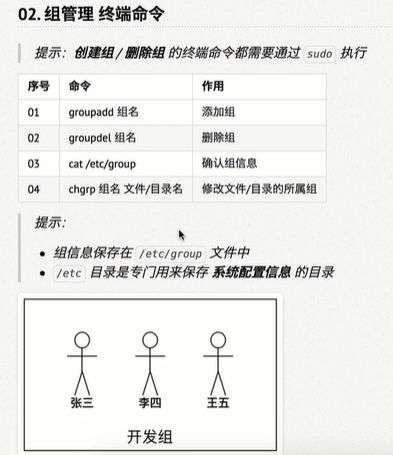 02. 组管理 终端命令
提示：创建组 / 删除组 的终端命令都需要通过 sudo 执行
序号 命令 作用
01 groupadd 组名 添加组
02 groupdel 组名 删除组
03 cat /etc/group 确认组信息
04 chgrp 组名 文件/目录名 修改文件/目录的所属组
提示：
• 组信息保存在 /etc/group 文件中
• /etc 目录是专门用来保存 系统配置信息 的目录
张三 李四 王五
开发组